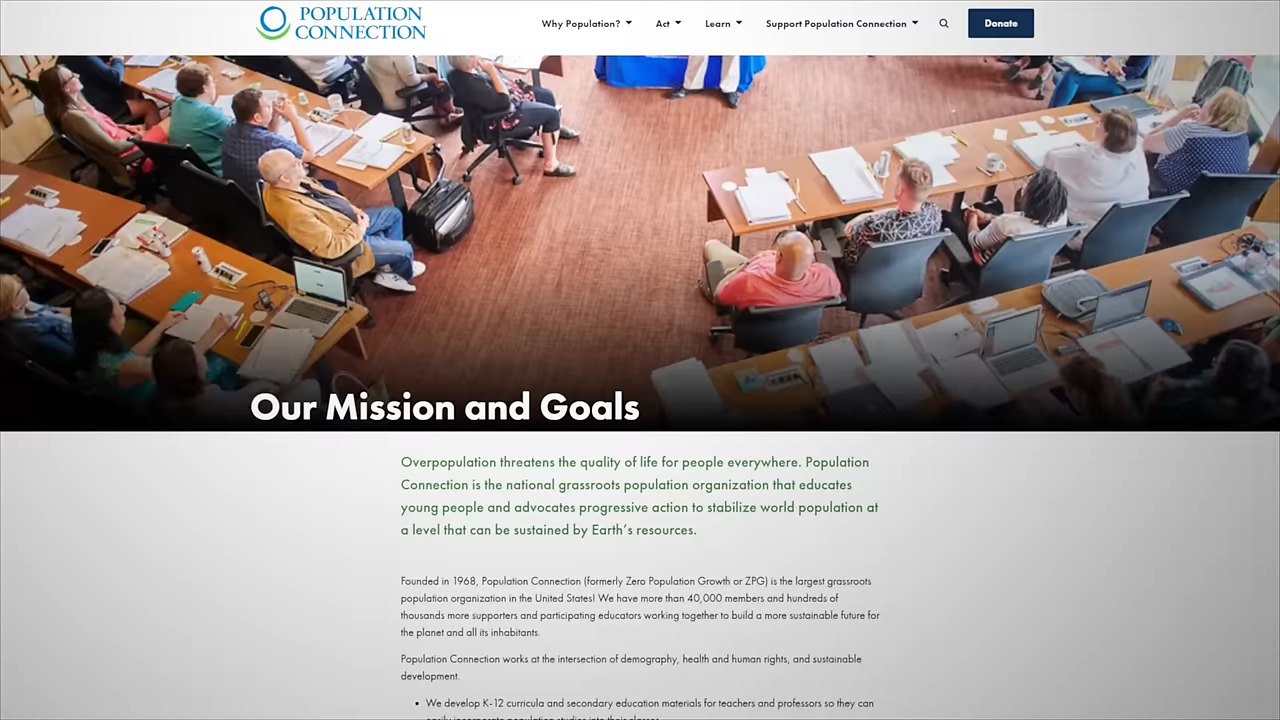 POPULATION
CONNECTION
Why Population? Act Learn Support Population Connection Donate
Our Mission and Goals
Overpopulation threatens the quality of life for people everywhere. Population
Connection is the national grassroots population organization that educates
young people and advocates progressive action to stabilize world population at
a level that can be sustained by Earth's resources.
Founded in 1968, Population Connection (formerly Zero Population Growth or ZPG) is the largest grassroots
population organization in the United States! We have more than 40,000 members and hundreds of
thousands more supporters and participating educators working together to build a more sustainable future for
the planet and all its inhabitants.
Population Connection works at the intersection of demography, health and human rights, and sustainable
development.
• We develop K-12 curricula and secondary education materials for teachers and professors so they can
easily incorporate population studies into their classes.